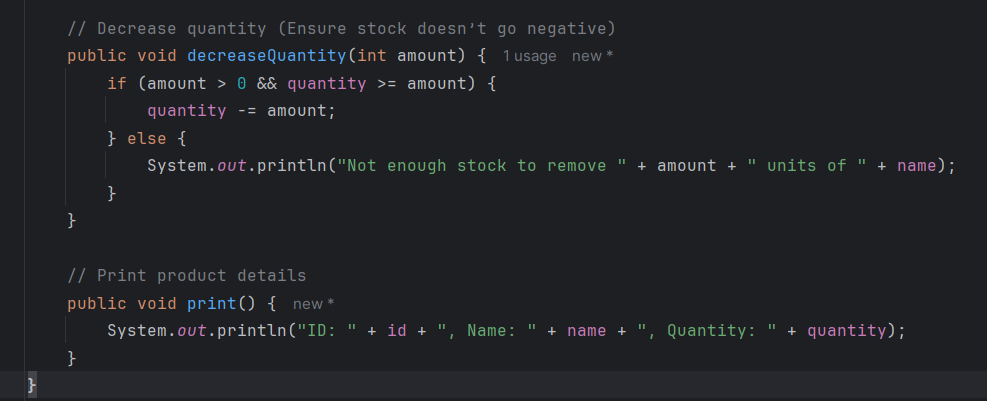 // Decrease quantity (Ensure stock doesn’t go negative)
public void decreaseQuantity(int amount) { 1 usage new *
if (amount > 0 && quantity >= amount) {
quantity -= amount;
} else {
System.out.println("Not enough stock to remove " + amount + " units of " + name);
}
}
// Print product details
public void print() { new *
System.out.println("ID: " + id + ", Name: " + name + ", Quantity: " + quantity);
}
}